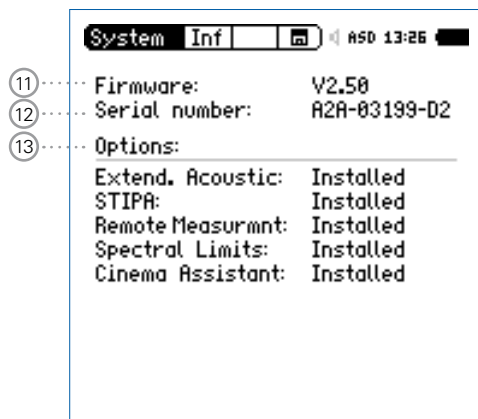 System Inf ASD 13:26
11 Firmware: V2.50
12 Serial number: A2A-03199-D2
13 Options:
Extend. Acoustic: Installed
STIPA: Installed
Remote Measurmnt: Installed
Spectral Limits: Installed
Cinema Assistant: Installed